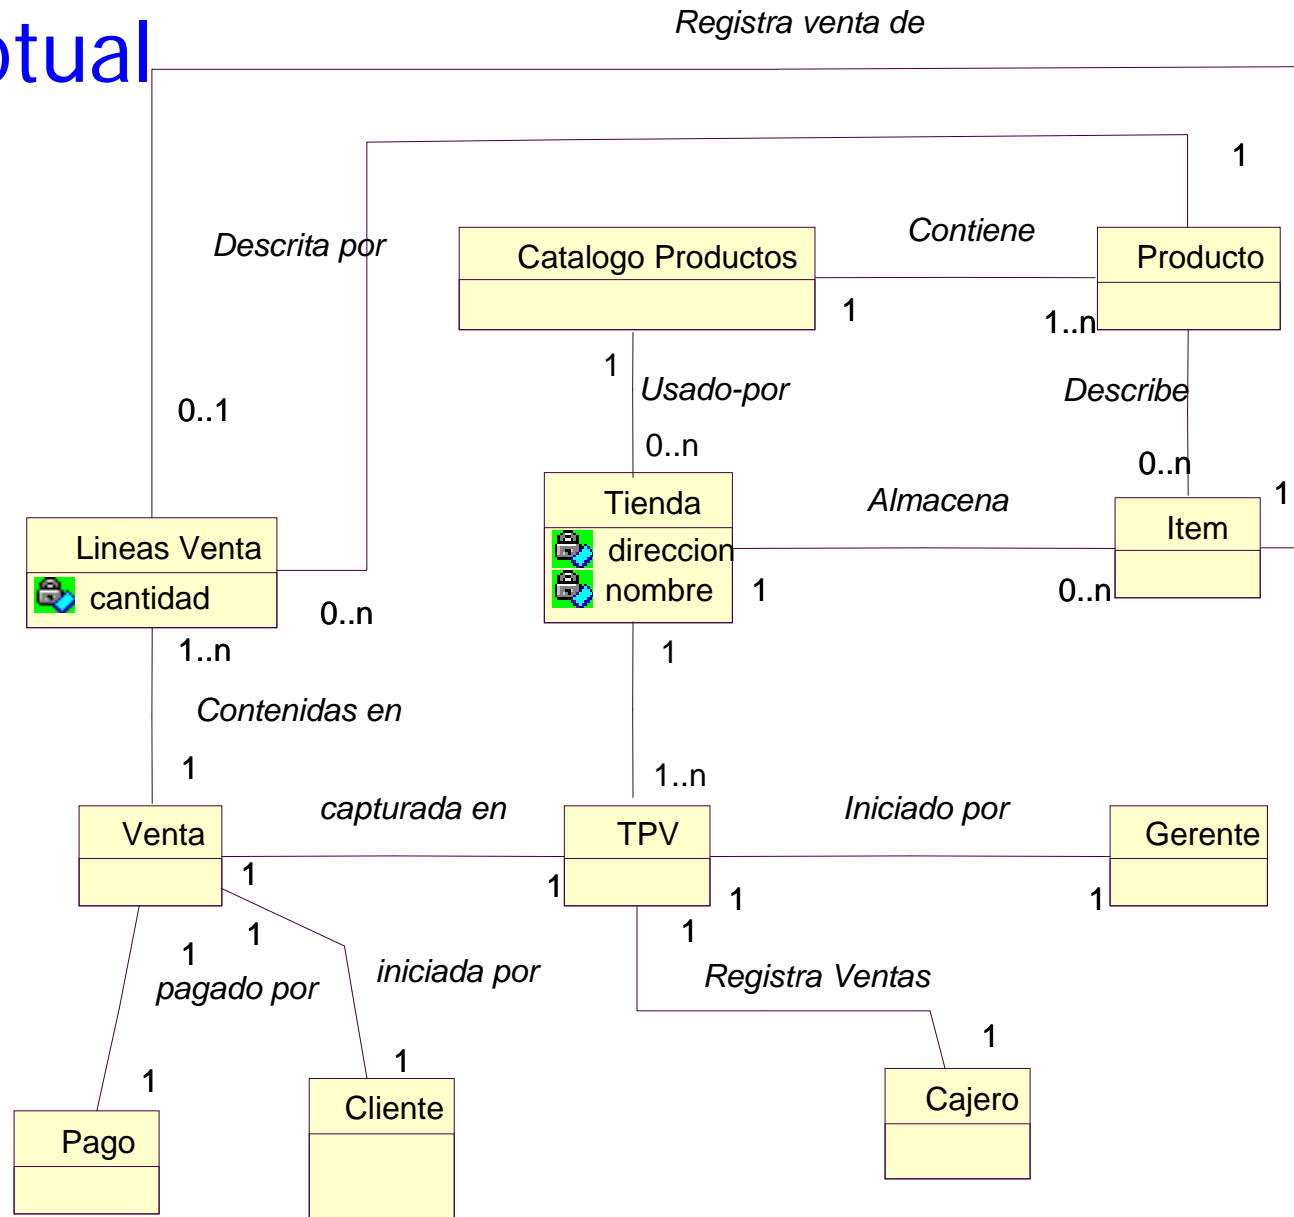 Registra venta de
ptual
1
Descrita por
Contiene
Catalogo Productos
Producto
1
1..n
1
Usado-por
Describe
0..1
0..n
0..n
1
Almacena
Tienda
Item
Lineas Venta
direccion
cantidad
nombre
1
0..n
0..n
1..n
1
Contenidas en
1
1..n
capturada en
Iniciado por
Venta
TPV
Gerente
1
1
1
1
1
1
1
pagado por
iniciada por
Registra Ventas
1
1
1
Cliente
Cajero
Pago